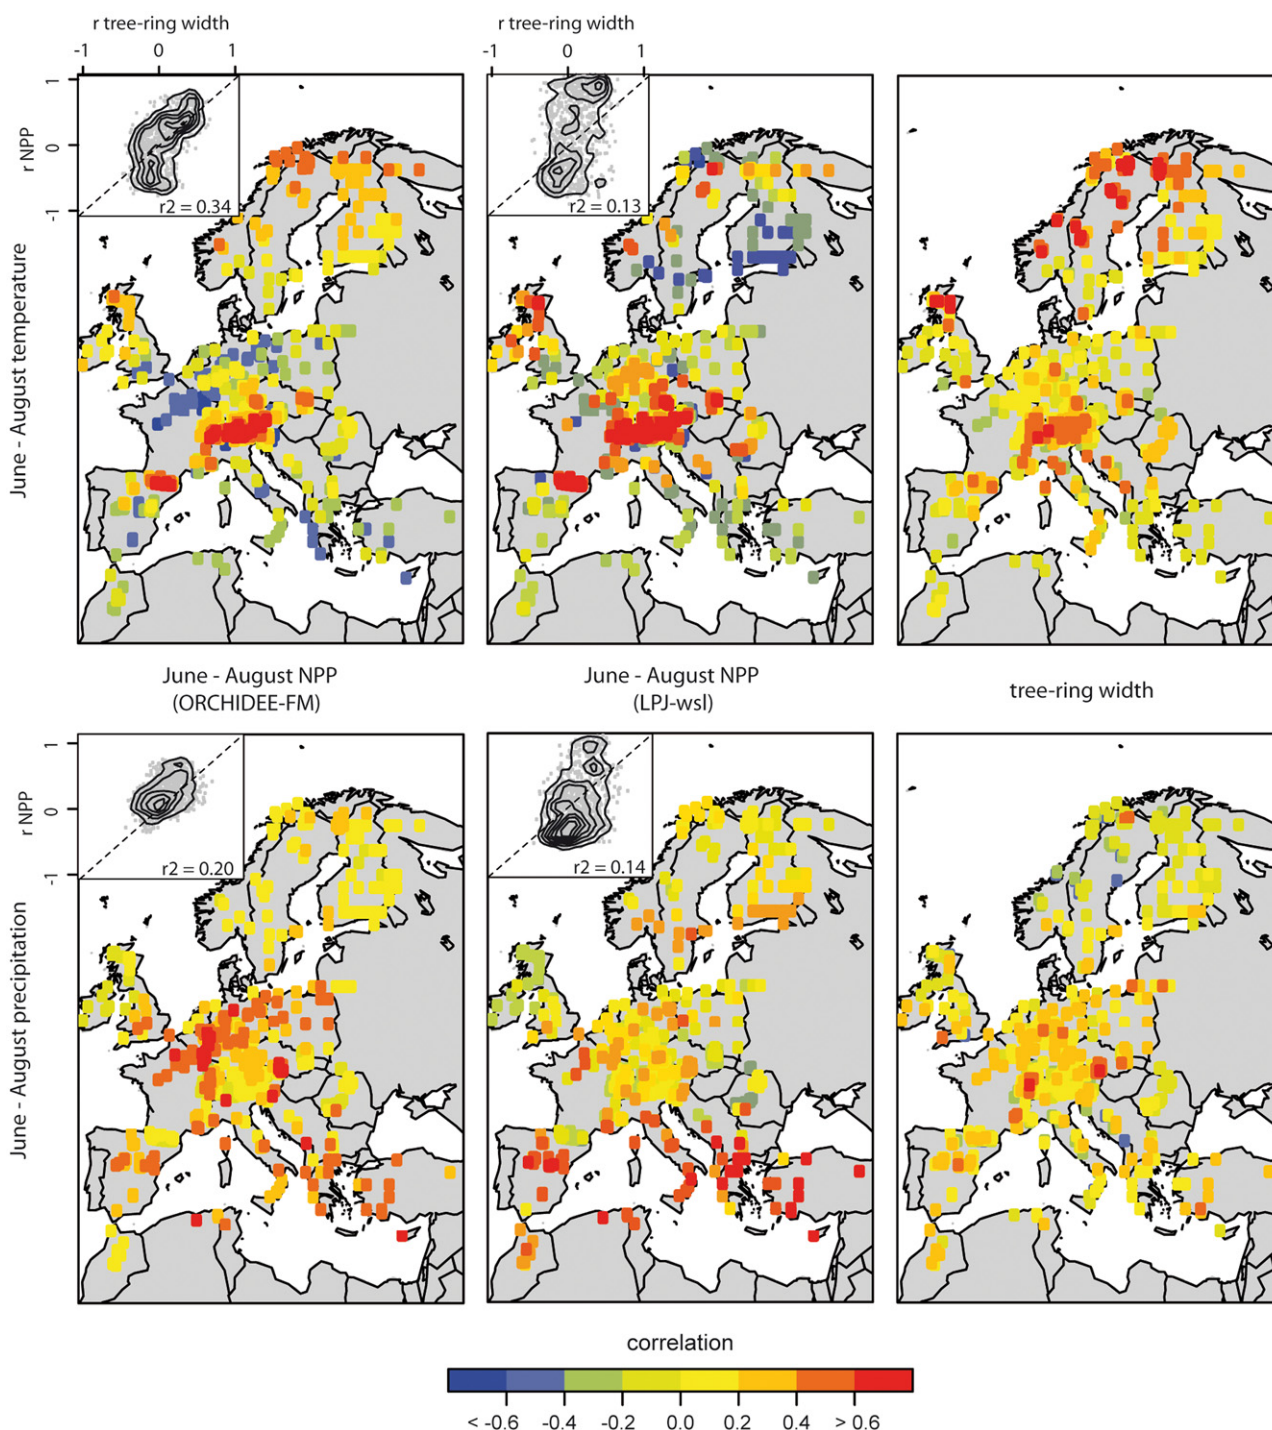 r tree-ring width r tree-ring width
-1 0 1 -1 0 1
1
0
-1
r NPP
r2 = 0.34 r2 = 0.13
June - August temperature
June - August NPP
(ORCHIDEE-FM)
June - August NPP
(LPJ-wsl)
tree-ring width
1
0
-1
r NPP
r2 = 0.20 r2 = 0.14
June - August precipitation
correlation
< -0.6 -0.4 -0.2 0.0 0.2 0.4 > 0.6